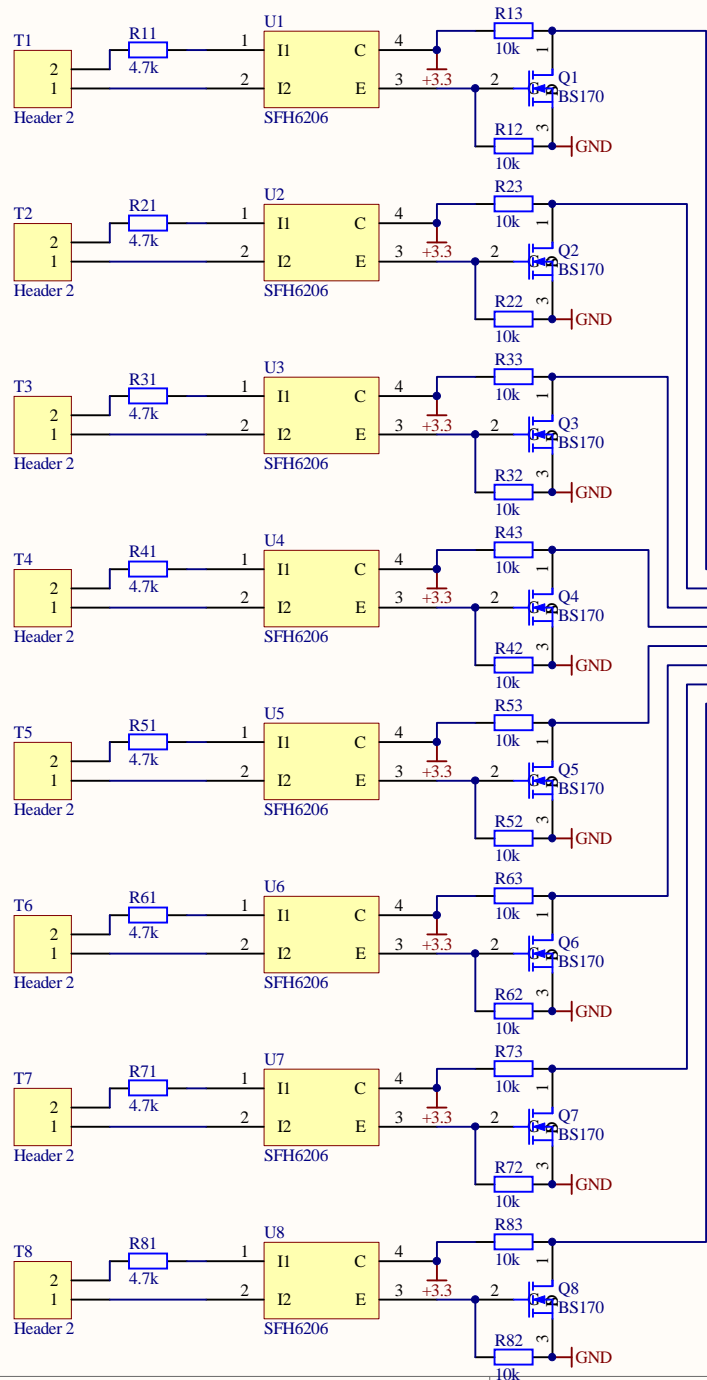 T1
2
1
Header 2
R11
4.7k
U1
1 I1 C 4
2 I2 E 3
SFH6206
+3.3
R13
10k
1
2
G D
Q1
BS170
3
R12
10k
GND
T2
2
1
Header 2
R21
4.7k
U2
1 I1 C 4
2 I2 E 3
SFH6206
+3.3
R23
10k
1
2
G D
Q2
BS170
3
R22
10k
GND
T3
2
1
Header 2
R31
4.7k
U3
1 I1 C 4
2 I2 E 3
SFH6206
+3.3
R33
10k
1
2
G D
Q3
BS170
3
R32
10k
GND
T4
2
1
Header 2
R41
4.7k
U4
1 I1 C 4
2 I2 E 3
SFH6206
+3.3
R43
10k
1
2
G D
Q4
BS170
3
R42
10k
GND
T5
2
1
Header 2
R51
4.7k
U5
1 I1 C 4
2 I2 E 3
SFH6206
+3.3
R53
10k
1
2
G D
Q5
BS170
3
R52
10k
GND
T6
2
1
Header 2
R61
4.7k
U6
1 I1 C 4
2 I2 E 3
SFH6206
+3.3
R63
10k
1
2
G D
Q6
BS170
3
R62
10k
GND
T7
2
1
Header 2
R71
4.7k
U7
1 I1 C 4
2 I2 E 3
SFH6206
+3.3
R73
10k
1
2
G D
Q7
BS170
3
R72
10k
GND
T8
2
1
Header 2
R81
4.7k
U8
1 I1 C 4
2 I2 E 3
SFH6206
+3.3
R83
10k
1
2
G D
Q8
BS170
3
R82
10k
GND